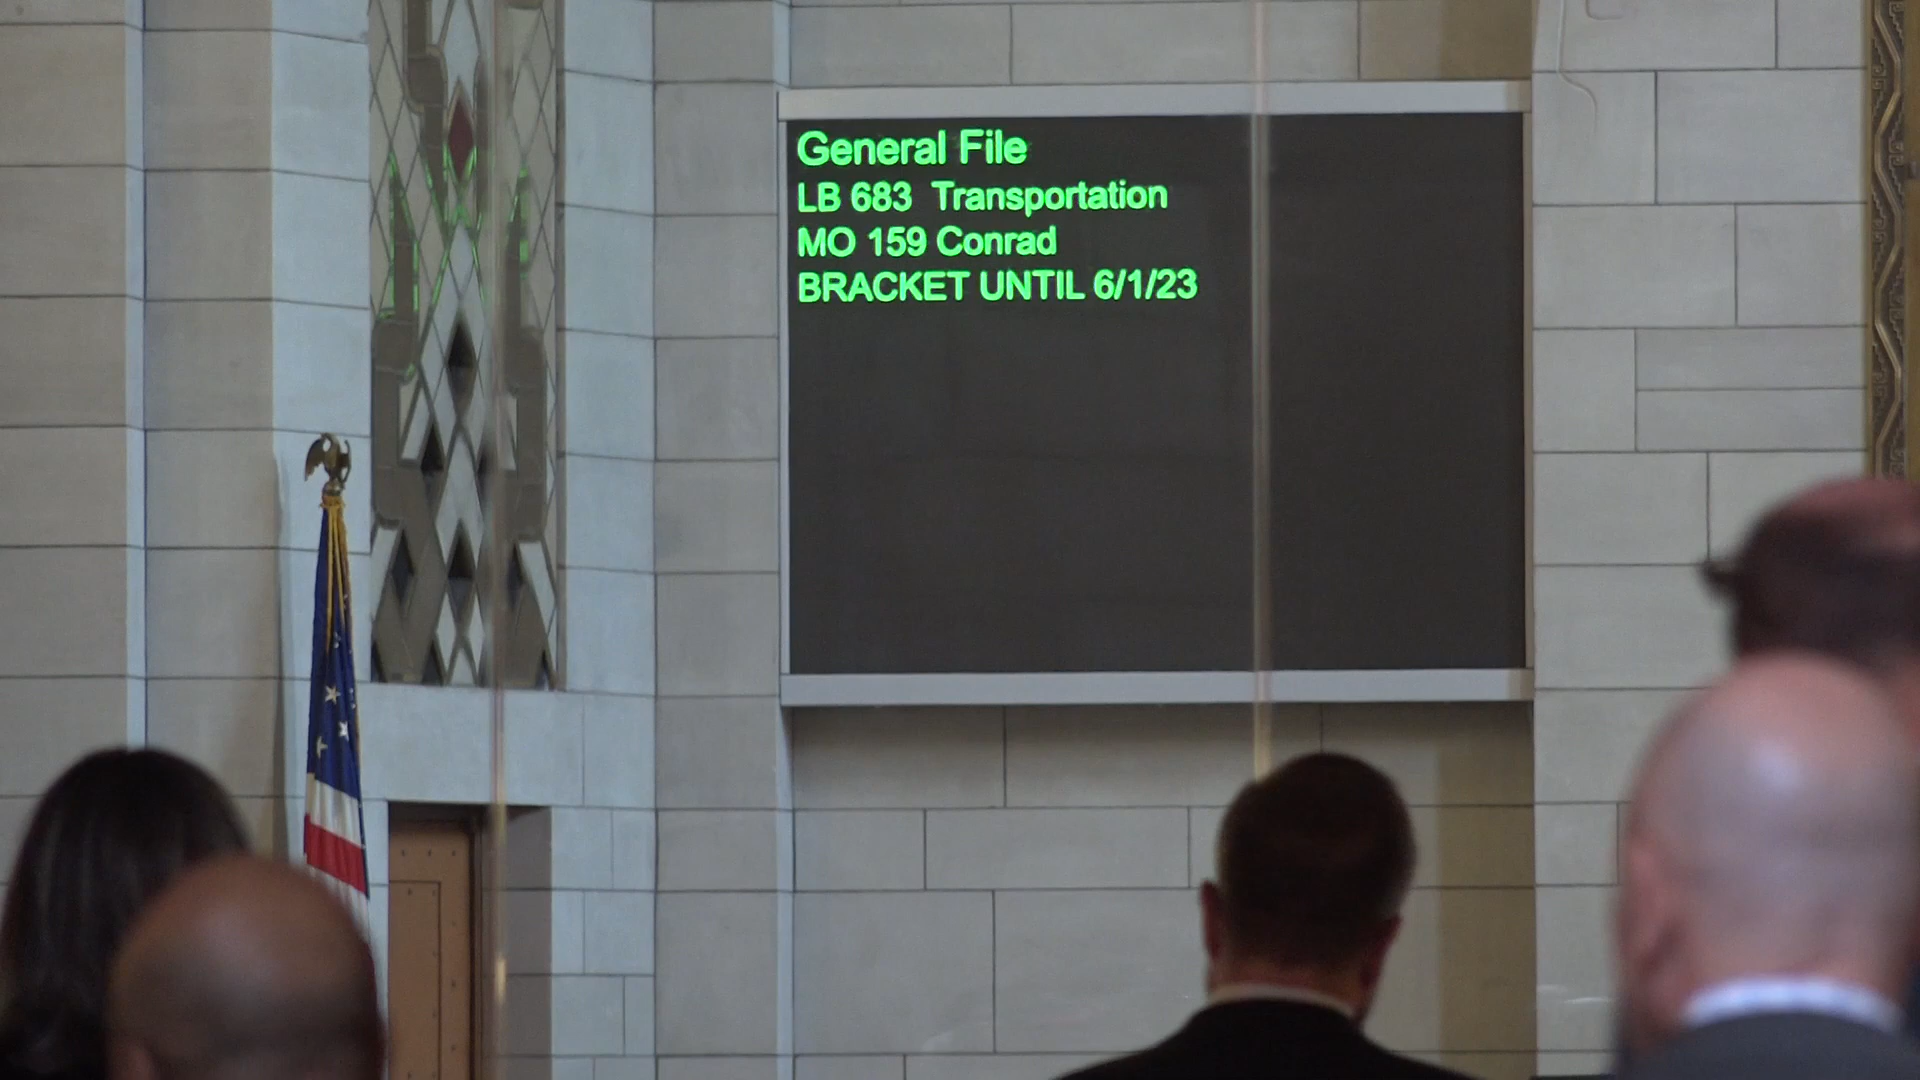 General File
LB 683 Transportation
MO 159 Conrad
BRACKET UNTIL 6/1/23